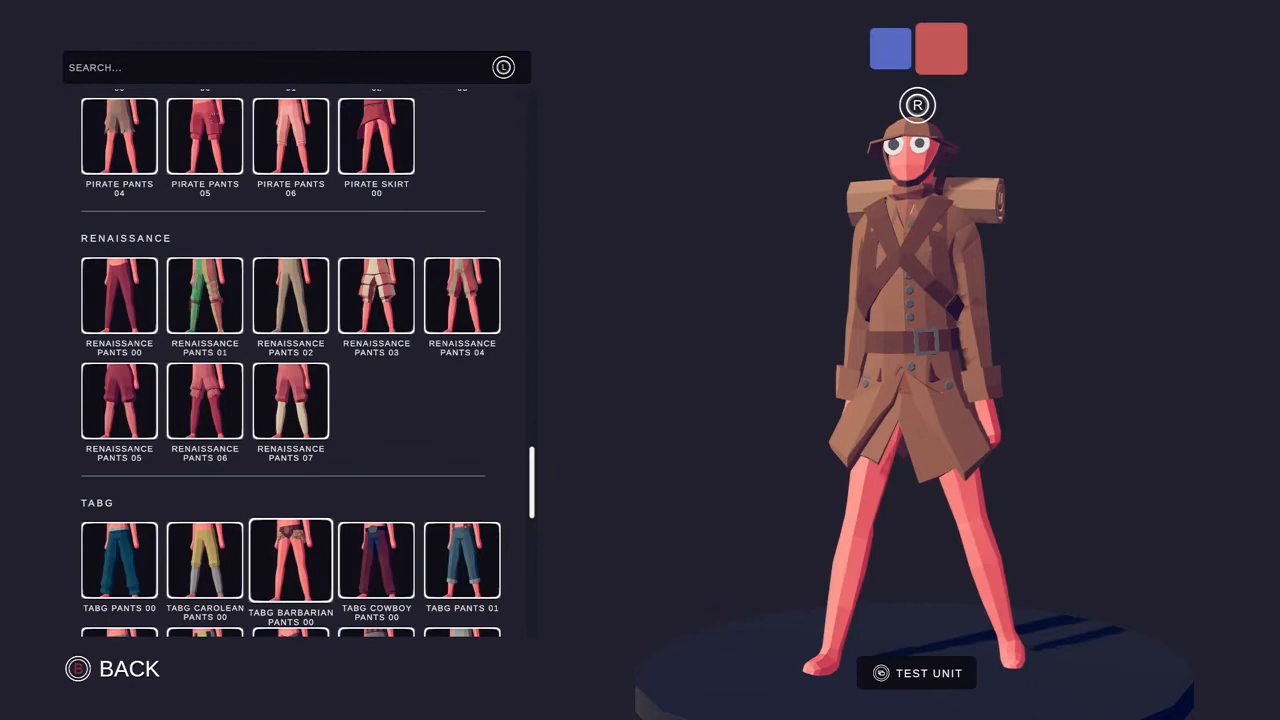 SEARCH...
L
R
PIRATE PANTS
04
PIRATE PANTS
05
PIRATE PANTS
06
PIRATE SKIRT
00
RENAISSANCE
RENAISSANCE
PANTS 00
RENAISSANCE
PANTS 01
RENAISSANCE
PANTS 02
RENAISSANCE
PANTS 03
RENAISSANCE
PANTS 04
RENAISSANCE
PANTS 05
RENAISSANCE
PANTS 06
RENAISSANCE
PANTS 07
TABG
TABG PANTS 00
TABG CAROLEAN
PANTS 00
TABG BARBARIAN
PANTS 00
TABG COWBOY
PANTS 00
TABG PANTS 01
B BACK
TEST UNIT